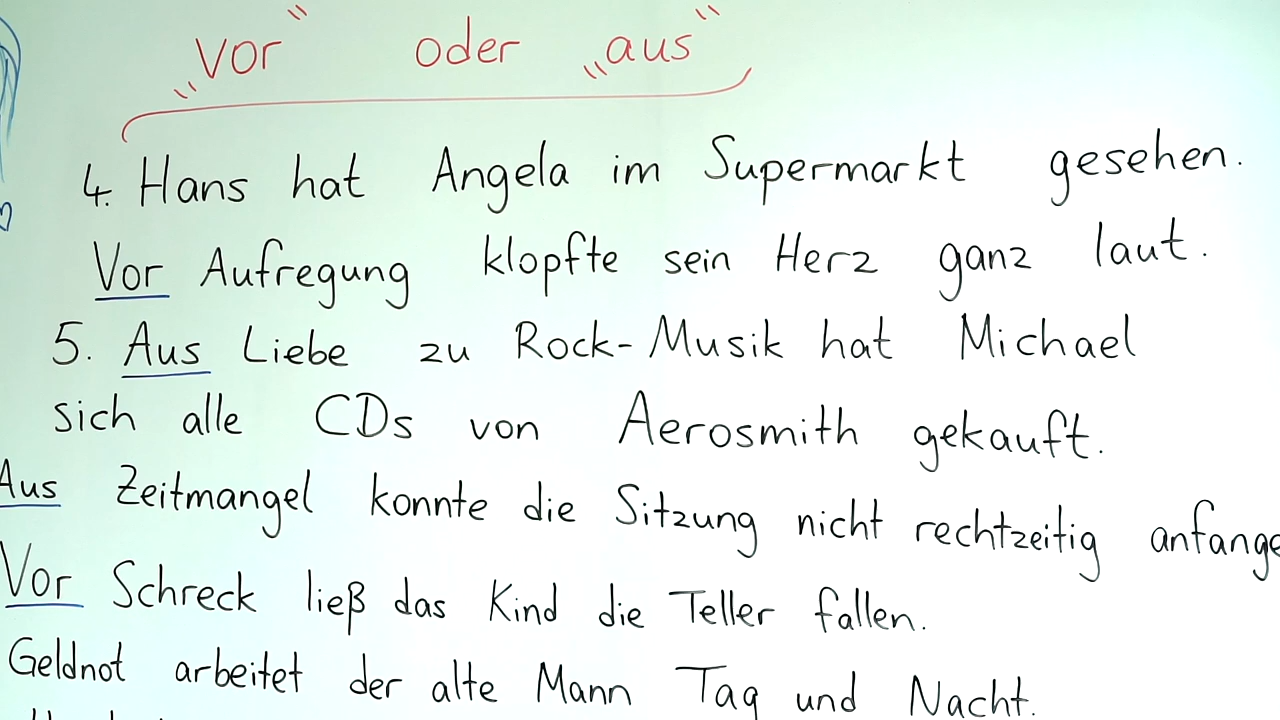 „vor” oder „aus”
4. Hans hat Angela im Supermarkt gesehen.
Vor Aufregung klopfte sein Herz ganz laut.
5. Aus Liebe zu Rock-Musik hat Michael
sich alle CDs von Aerosmith gekauft.
Aus Zeitmangel konnte die Sitzung nicht rechtzeitig anfange
Vor Schreck ließ das Kind die Teller fallen.
Geldnot arbeitet der alte Mann Tag und Nacht.